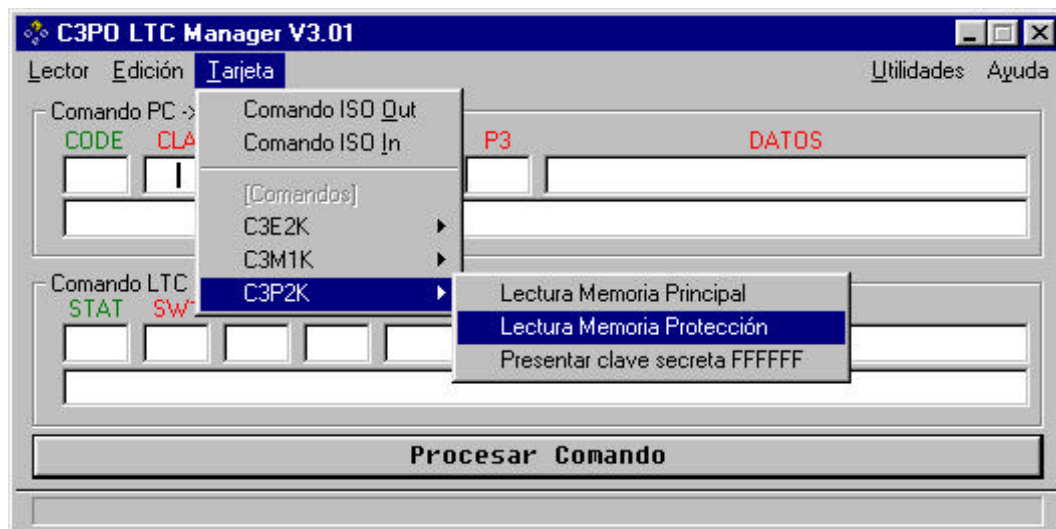 C3PO LTC Manager V3.01
Lector Edición Tarjeta Utilidades Ayuda
Comando PC ->
Comando ISO Out
Comando ISO In
[Comandos]
C3E2K
C3M1K
C3P2K
CODE CLA P3 DATOS
Comando LTC
STAT SW1
Lectura Memoria Principal
Lectura Memoria Protección
Presentar clave secreta FFFFFF
Procesar Comando